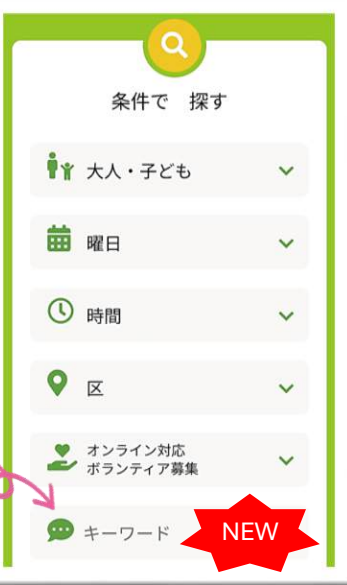 条件で 探す
大人・子ども
曜日
時間
区
オンライン対応
ボランティア募集
キーワード
NEW